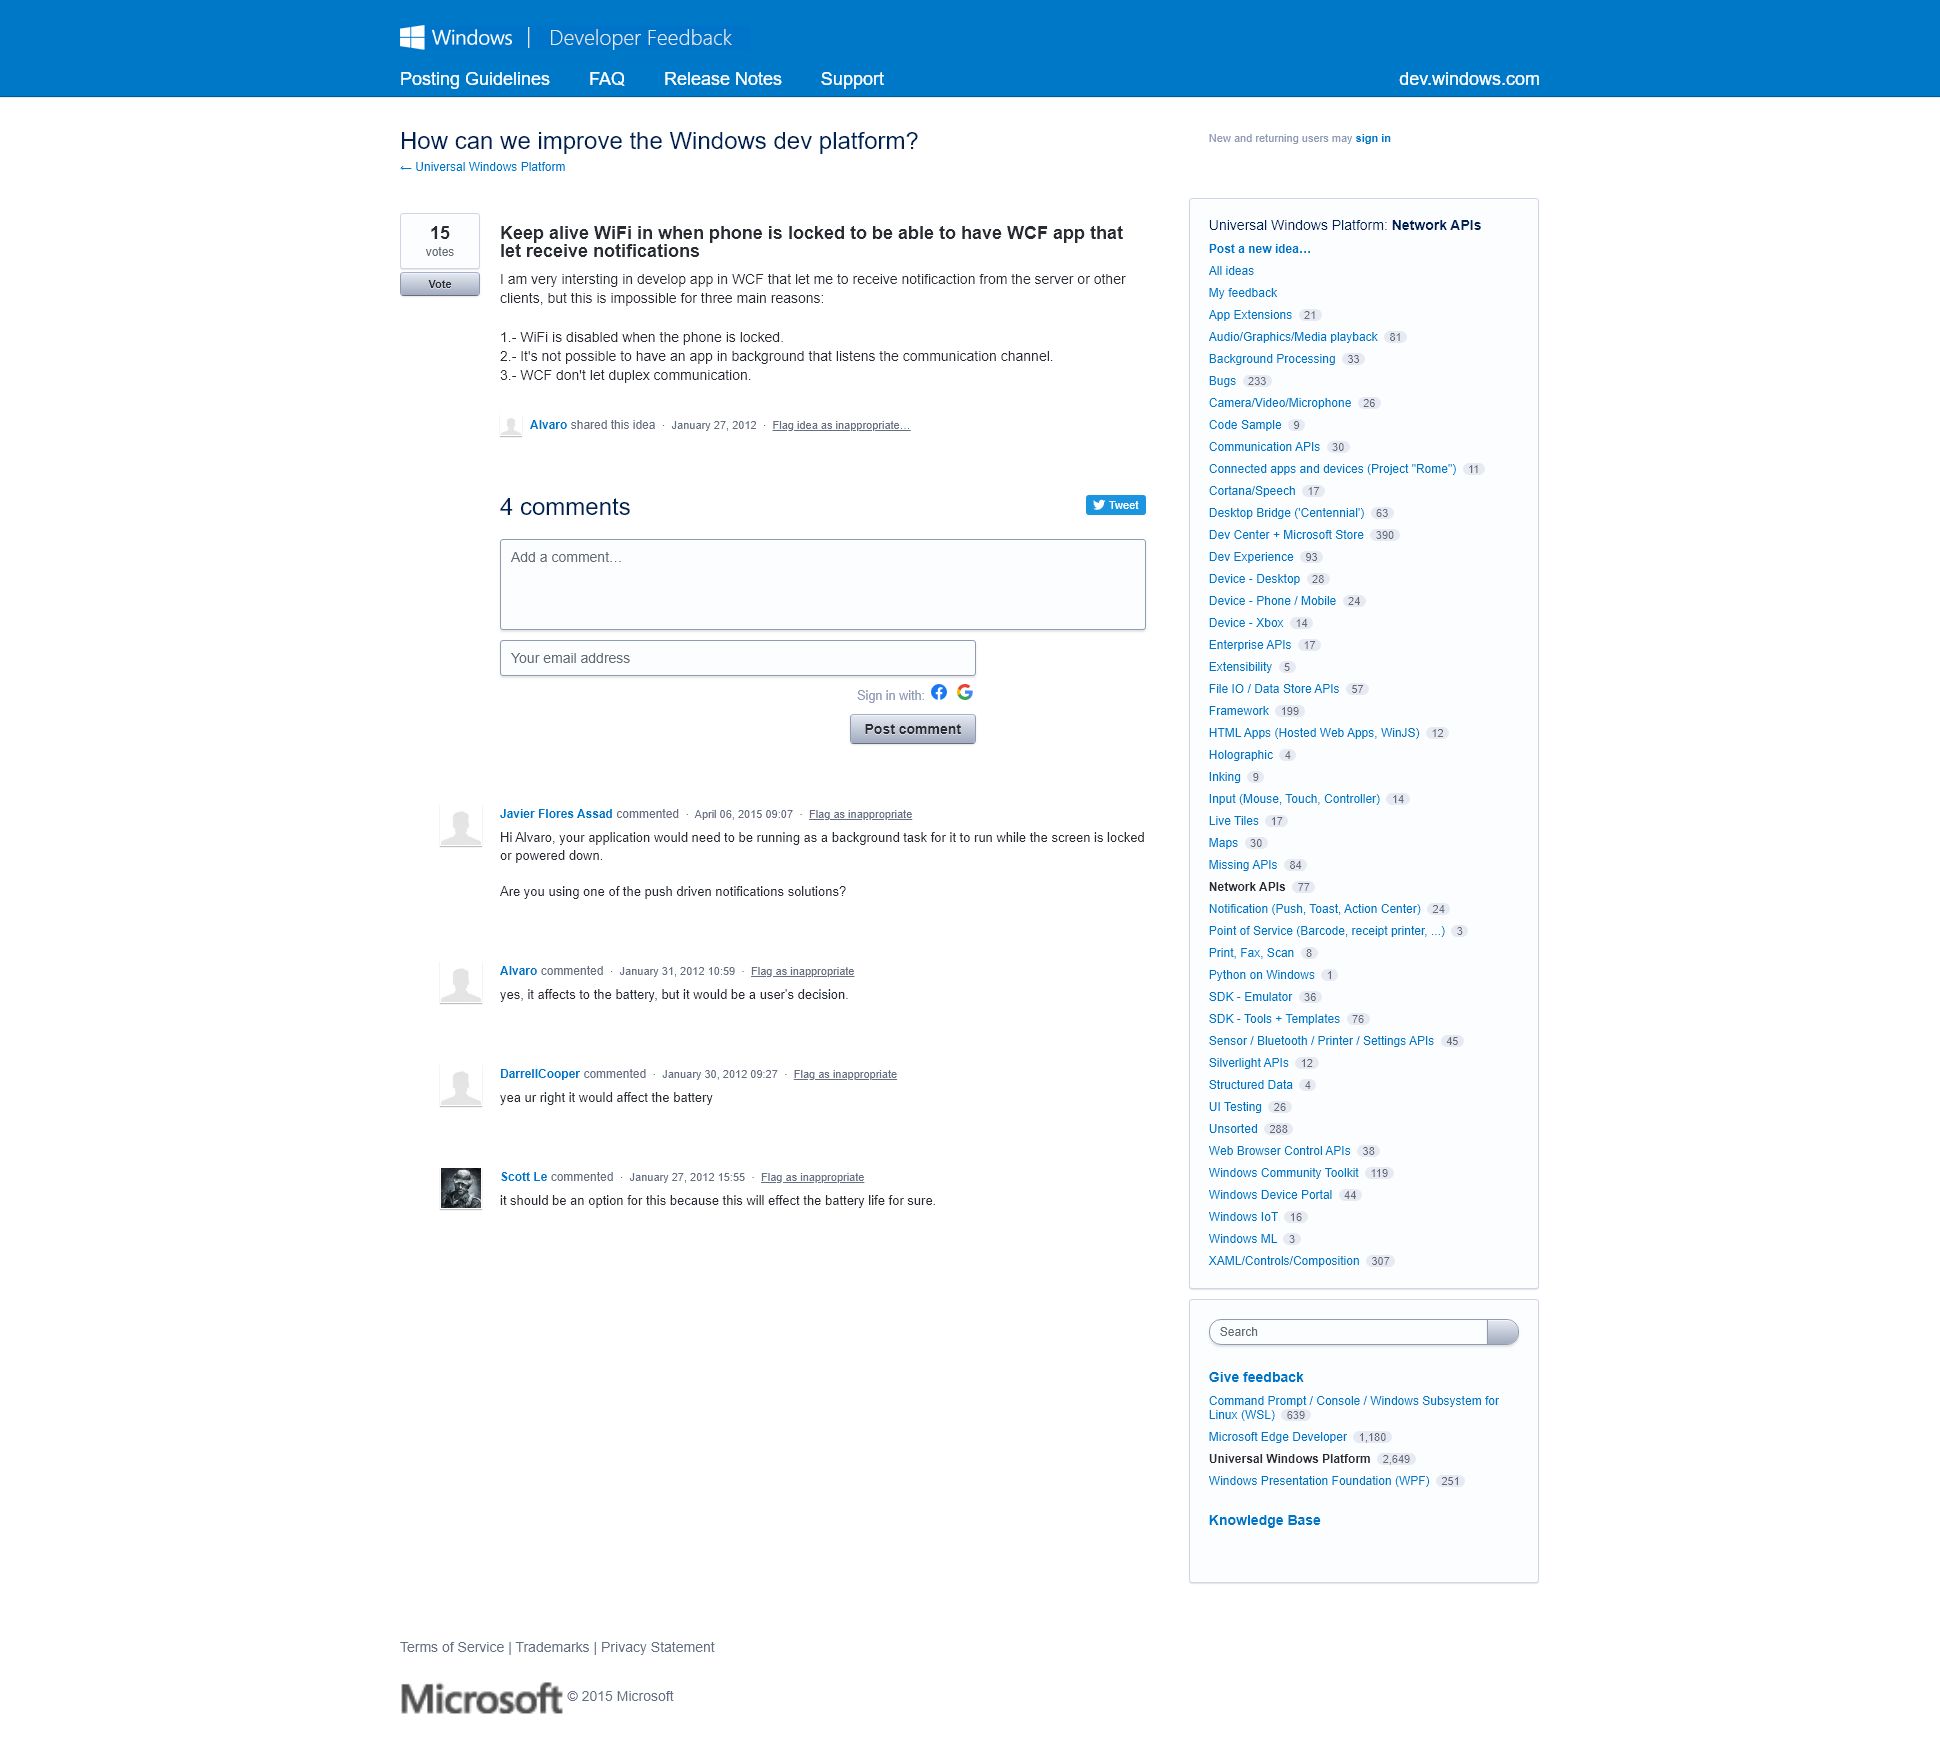 Windows | Developer Feedback
Posting Guidelines FAQ Release Notes Support dev.windows.com
How can we improve the Windows dev platform?
← Universal Windows Platform
New and returning users may sign in
15
votes
Vote
Keep alive WiFi in when phone is locked to be able to have WCF app that
let receive notifications
I am very intersting in develop app in WCF that let me to receive notificaction from the server or other
clients, but this is impossible for three main reasons:
1.- WiFi is disabled when the phone is locked.
2.- It's not possible to have an app in background that listens the communication channel.
3.- WCF don't let duplex communication.
Alvaro shared this idea · January 27, 2012 · Flag idea as inappropriate…
4 comments
Tweet
Add a comment…
Your email address
Sign in with:
Post comment
Javier Flores Assad commented · April 06, 2015 09:07 · Flag as inappropriate
Hi Alvaro, your application would need to be running as a background task for it to run while the screen is locked
or powered down.
Are you using one of the push driven notifications solutions?
Alvaro commented · January 31, 2012 10:59 · Flag as inappropriate
yes, it affects to the battery, but it would be a user's decision.
DarrellCooper commented · January 30, 2012 09:27 · Flag as inappropriate
yea ur right it would affect the battery
Scott Le commented · January 27, 2012 15:55 · Flag as inappropriate
it should be an option for this because this will effect the battery life for sure.
Universal Windows Platform: Network APIs
Post a new idea…
All ideas
My feedback
App Extensions 21
Audio/Graphics/Media playback 81
Background Processing 33
Bugs 233
Camera/Video/Microphone 26
Code Sample 9
Communication APIs 30
Connected apps and devices (Project "Rome") 11
Cortana/Speech 17
Desktop Bridge ('Centennial') 63
Dev Center + Microsoft Store 390
Dev Experience 93
Device - Desktop 28
Device - Phone / Mobile 24
Device - Xbox 14
Enterprise APIs 17
Extensibility 5
File IO / Data Store APIs 57
Framework 199
HTML Apps (Hosted Web Apps, WinJS) 12
Holographic 4
Inking 9
Input (Mouse, Touch, Controller) 14
Live Tiles 17
Maps 30
Missing APIs 84
Network APIs 77
Notification (Push, Toast, Action Center) 24
Point of Service (Barcode, receipt printer, ...) 3
Print, Fax, Scan 8
Python on Windows 1
SDK - Emulator 36
SDK - Tools + Templates 76
Sensor / Bluetooth / Printer / Settings APIs 45
Silverlight APIs 12
Structured Data 4
UI Testing 26
Unsorted 288
Web Browser Control APIs 38
Windows Community Toolkit 119
Windows Device Portal 44
Windows IoT 16
Windows ML 3
XAML/Controls/Composition 307
Search
Give feedback
Command Prompt / Console / Windows Subsystem for
Linux (WSL) 639
Microsoft Edge Developer 1,180
Universal Windows Platform 2,649
Windows Presentation Foundation (WPF) 251
Knowledge Base
Terms of Service | Trademarks | Privacy Statement
Microsoft © 2015 Microsoft